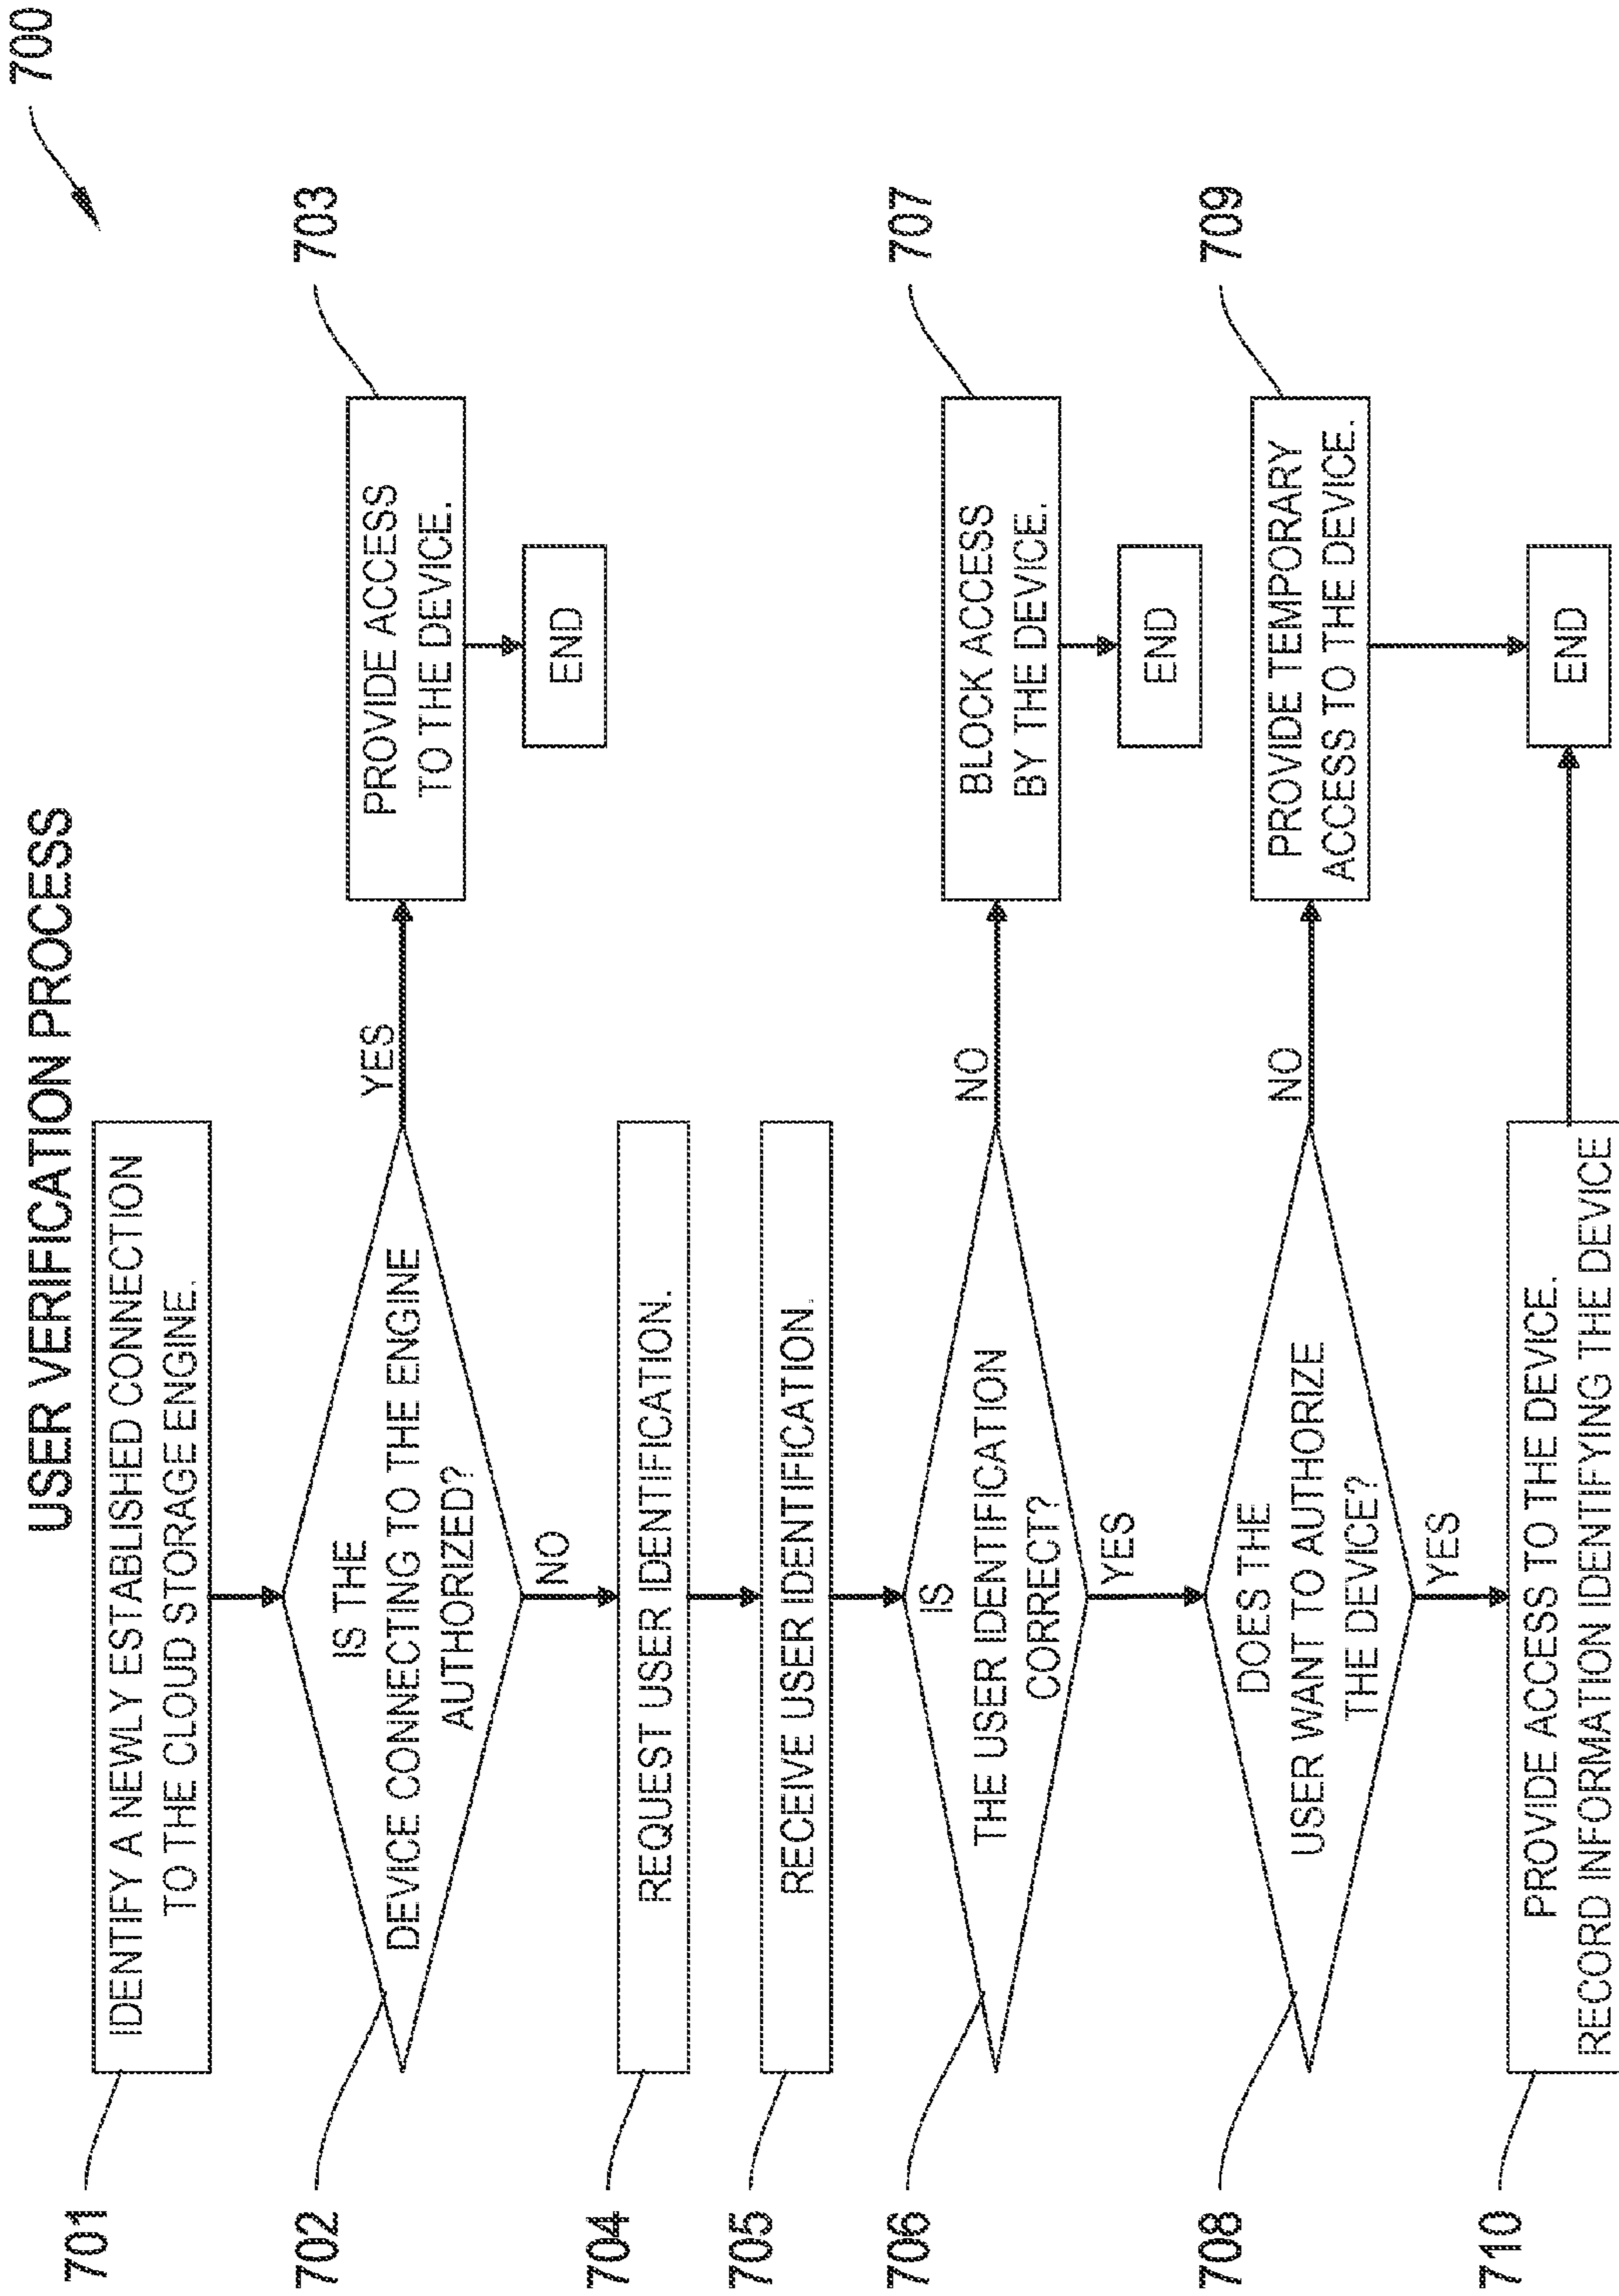 USER VERIFICATION PROCESS
700
701
IDENTIFY A NEWLY ESTABLISHED CONNECTION
TO THE CLOUD STORAGE ENGINE.
702
IS THE
DEVICE CONNECTING TO THE ENGINE
AUTHORIZED?
YES
703
PROVIDE ACCESS
TO THE DEVICE.
END
NO
704
REQUEST USER IDENTIFICATION.
705
RECEIVE USER IDENTIFICATION.
706
IS
THE USER IDENTIFICATION
CORRECT?
NO
707
BLOCK ACCESS
BY THE DEVICE.
END
YES
708
DOES THE
USER WANT TO AUTHORIZE
THE DEVICE?
NO
709
PROVIDE TEMPORARY
ACCESS TO THE DEVICE.
YES
710
PROVIDE ACCESS TO THE DEVICE.
RECORD INFORMATION IDENTIFYING THE DEVICE
END